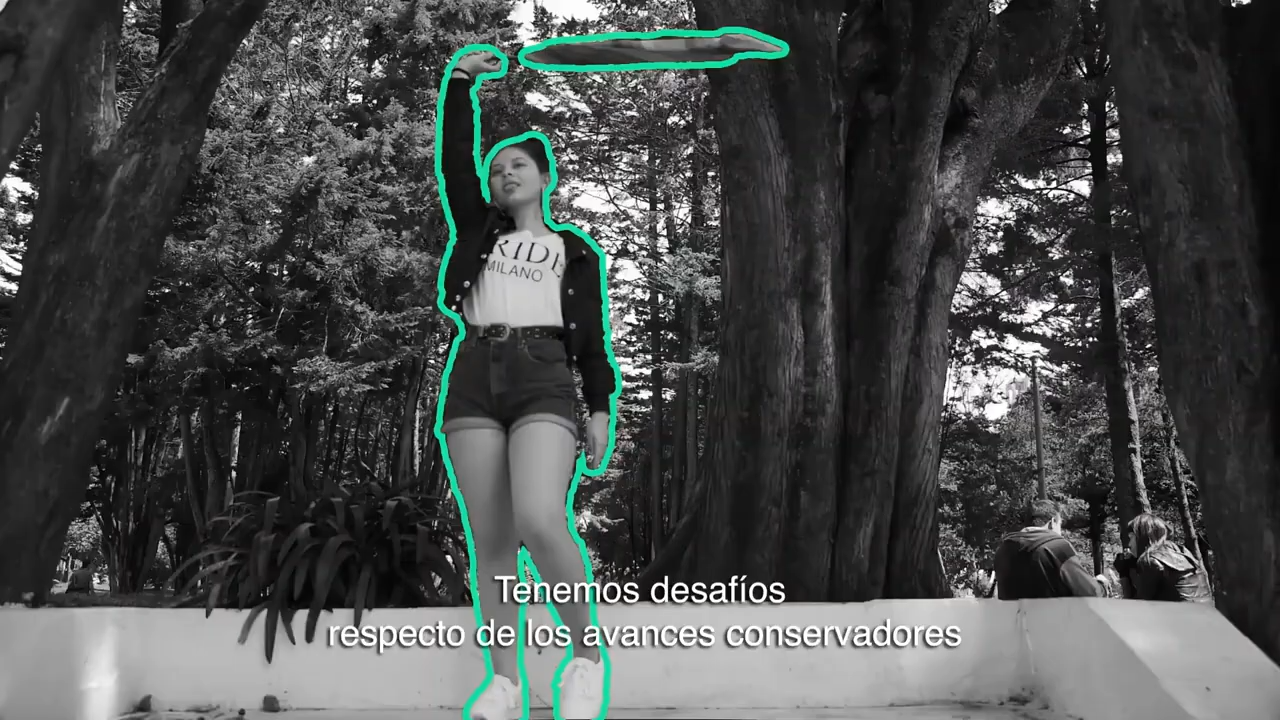 RIDE
MILANO
Tenemos desafíos
respecto de los avances conservadores